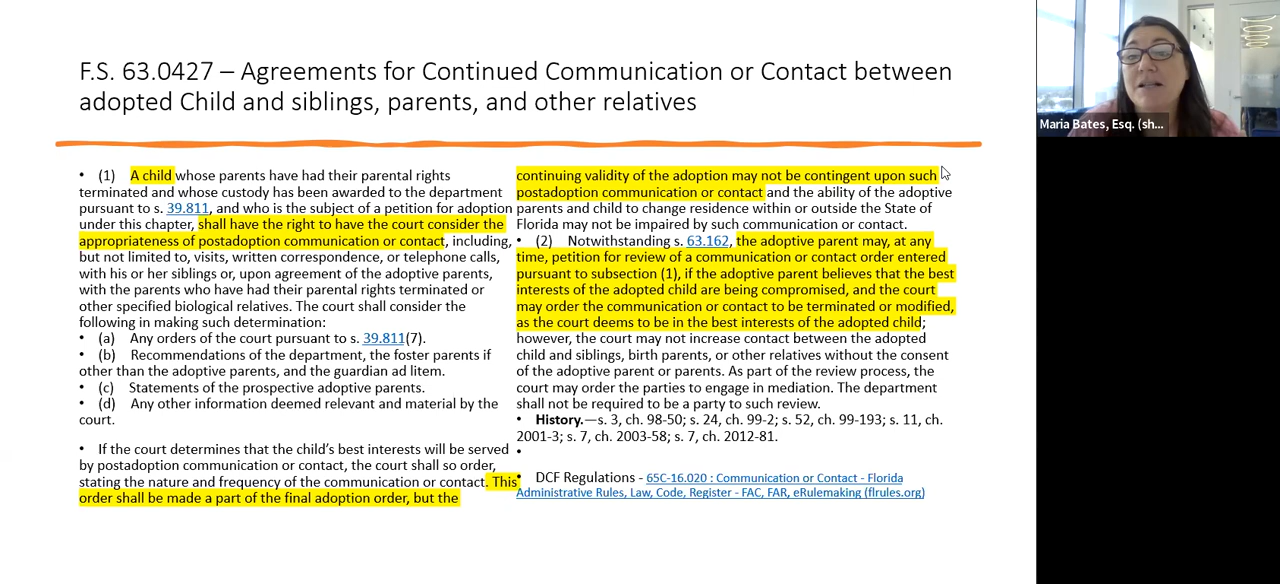 F.S. 63.0427 – Agreements for Continued Communication or Contact between
adopted Child and siblings, parents, and other relatives
• (1) A child whose parents have had their parental rights
terminated and whose custody has been awarded to the department
pursuant to s. 39.811, and who is the subject of a petition for adoption
under this chapter, shall have the right to have the court consider the
appropriateness of postadoption communication or contact, including,
but not limited to, visits, written correspondence, or telephone calls,
with his or her siblings or, upon agreement of the adoptive parents,
with the parents who have had their parental rights terminated or
other specified biological relatives. The court shall consider the
following in making such determination:
• (a) Any orders of the court pursuant to s. 39.811(7).
• (b) Recommendations of the department, the foster parents if
other than the adoptive parents, and the guardian ad litem.
• (c) Statements of the prospective adoptive parents.
• (d) Any other information deemed relevant and material by the
court.
• If the court determines that the child’s best interests will be served
by postadoption communication or contact, the court shall so order,
stating the nature and frequency of the communication or contact. This
order shall be made a part of the final adoption order, but the
continuing validity of the adoption may not be contingent upon such
postadoption communication or contact and the ability of the adoptive
parents and child to change residence within or outside the State of
Florida may not be impaired by such communication or contact.
• (2) Notwithstanding s. 63.162, the adoptive parent may, at any
time, petition for review of a communication or contact order entered
pursuant to subsection (1), if the adoptive parent believes that the best
interests of the adopted child are being compromised, and the court
may order the communication or contact to be terminated or modified,
as the court deems to be in the best interests of the adopted child;
however, the court may not increase contact between the adopted
child and siblings, birth parents, or other relatives without the consent
of the adoptive parent or parents. As part of the review process, the
court may order the parties to engage in mediation. The department
shall not be required to be a party to such review.
• History.—s. 3, ch. 98-50; s. 24, ch. 99-2; s. 52, ch. 99-193; s. 11, ch.
2001-3; s. 7, ch. 2003-58; s. 7, ch. 2012-81.
•
• DCF Regulations - 65C-16.020 : Communication or Contact - Florida
Administrative Rules, Law, Code, Register - FAC, FAR, eRulemaking (flrules.org)
Maria Bates, Esq. (sh...